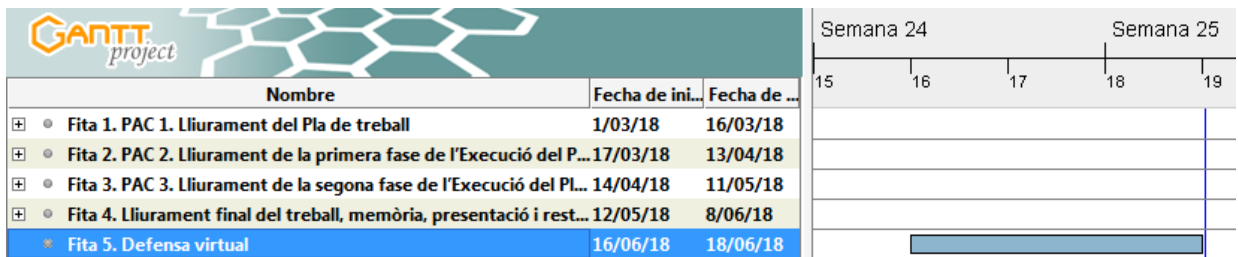 GANTT
project
Semana 24 Semana 25
15 16 17 18 19
Nombre Fecha de ini... Fecha de ...
Fita 1. PAC 1. Lliurament del Pla de treball 1/03/18 16/03/18
Fita 2. PAC 2. Lliurament de la primera fase de l'Execució del P... 17/03/18 13/04/18
Fita 3. PAC 3. Lliurament de la segona fase de l'Execució del Pl... 14/04/18 11/05/18
Fita 4. Lliurament final del treball, memòria, presentació i rest... 12/05/18 8/06/18
Fita 5. Defensa virtual 16/06/18 18/06/18